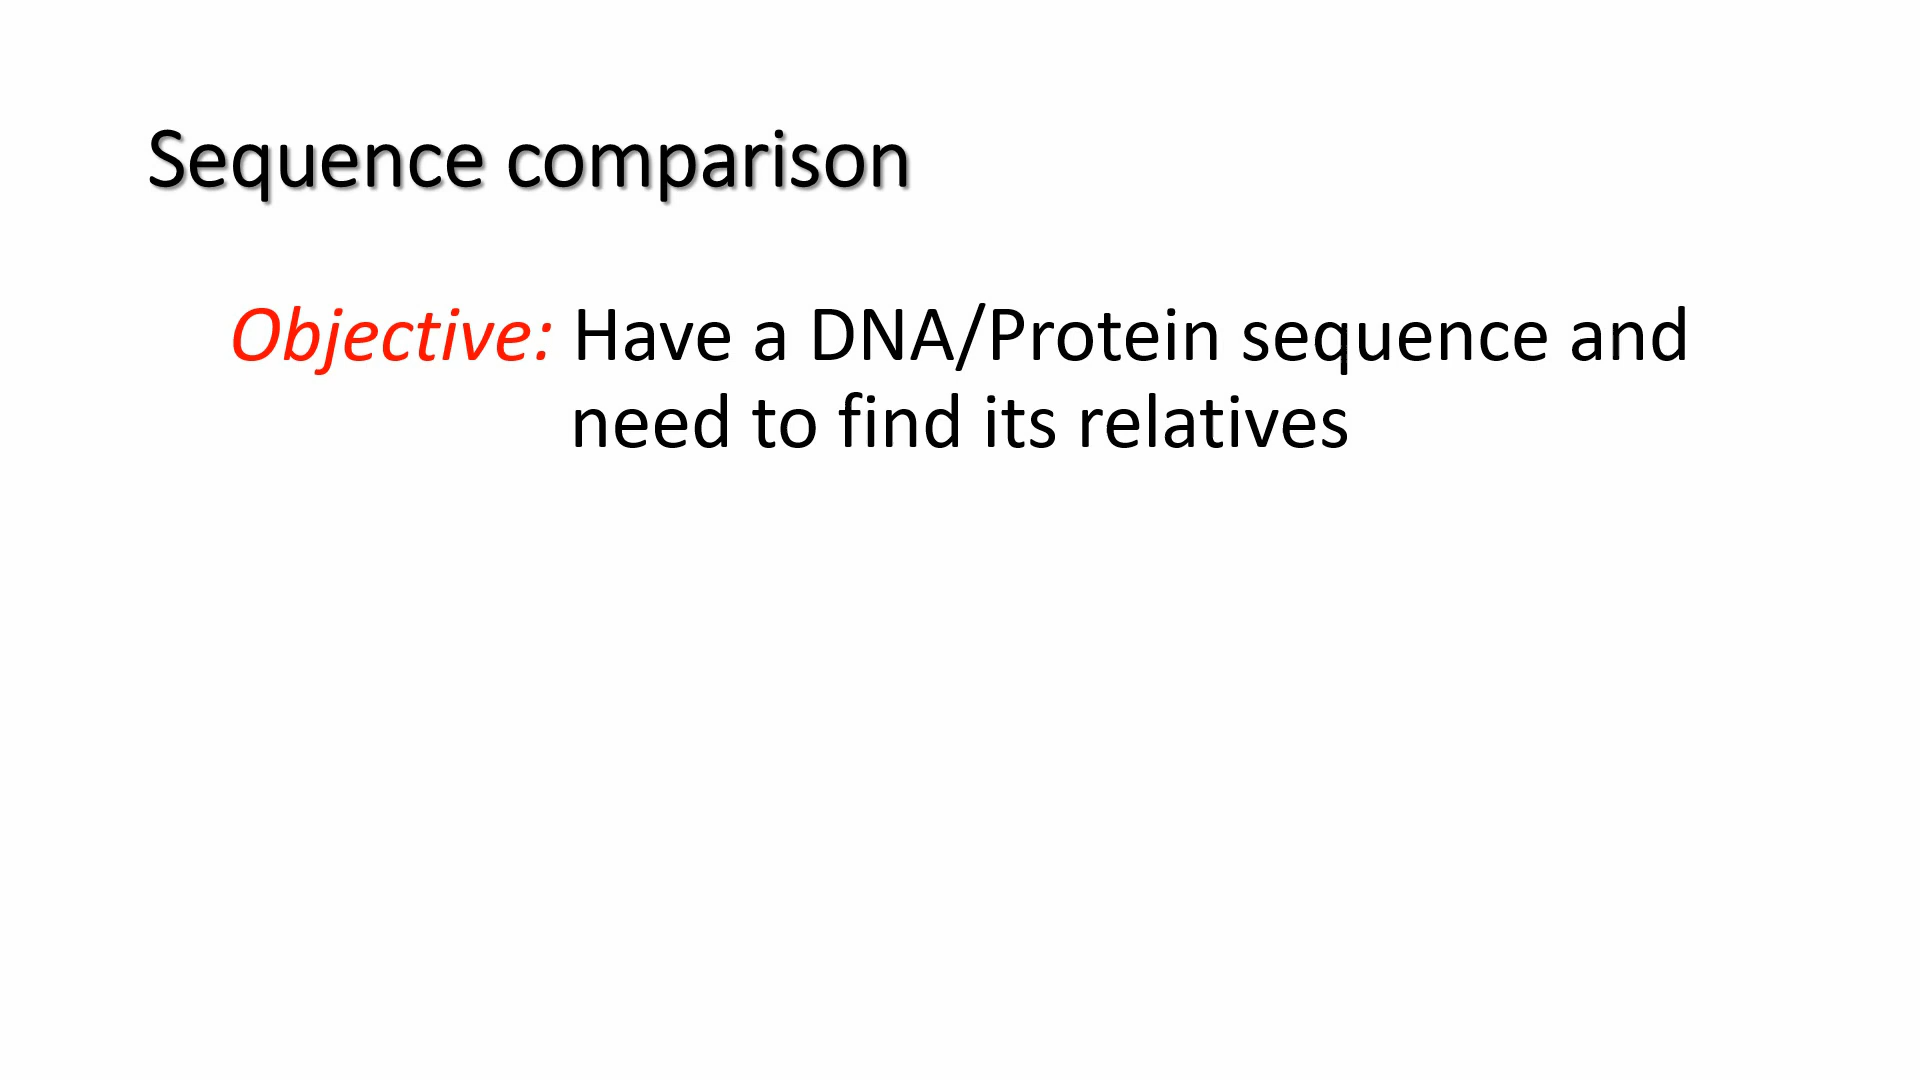 Sequence comparison
Objective: Have a DNA/Protein sequence and
need to find its relatives